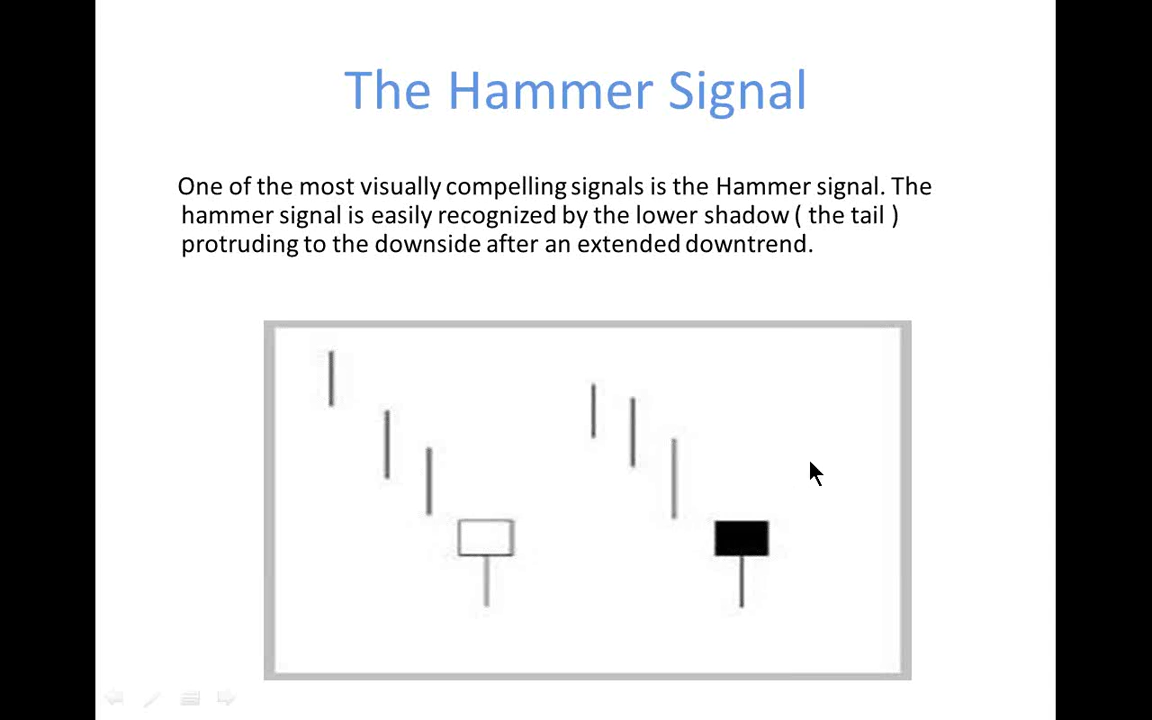 The Hammer Signal
One of the most visually compelling signals is the Hammer signal. The
hammer signal is easily recognized by the lower shadow ( the tail )
protruding to the downside after an extended downtrend.